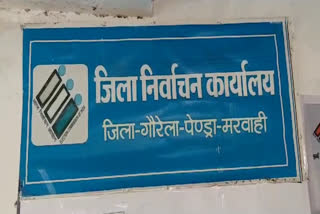 जिला निर्वाचन कार्यालय
जिला-गौरेला-पेण्ड्रा-मरवाही